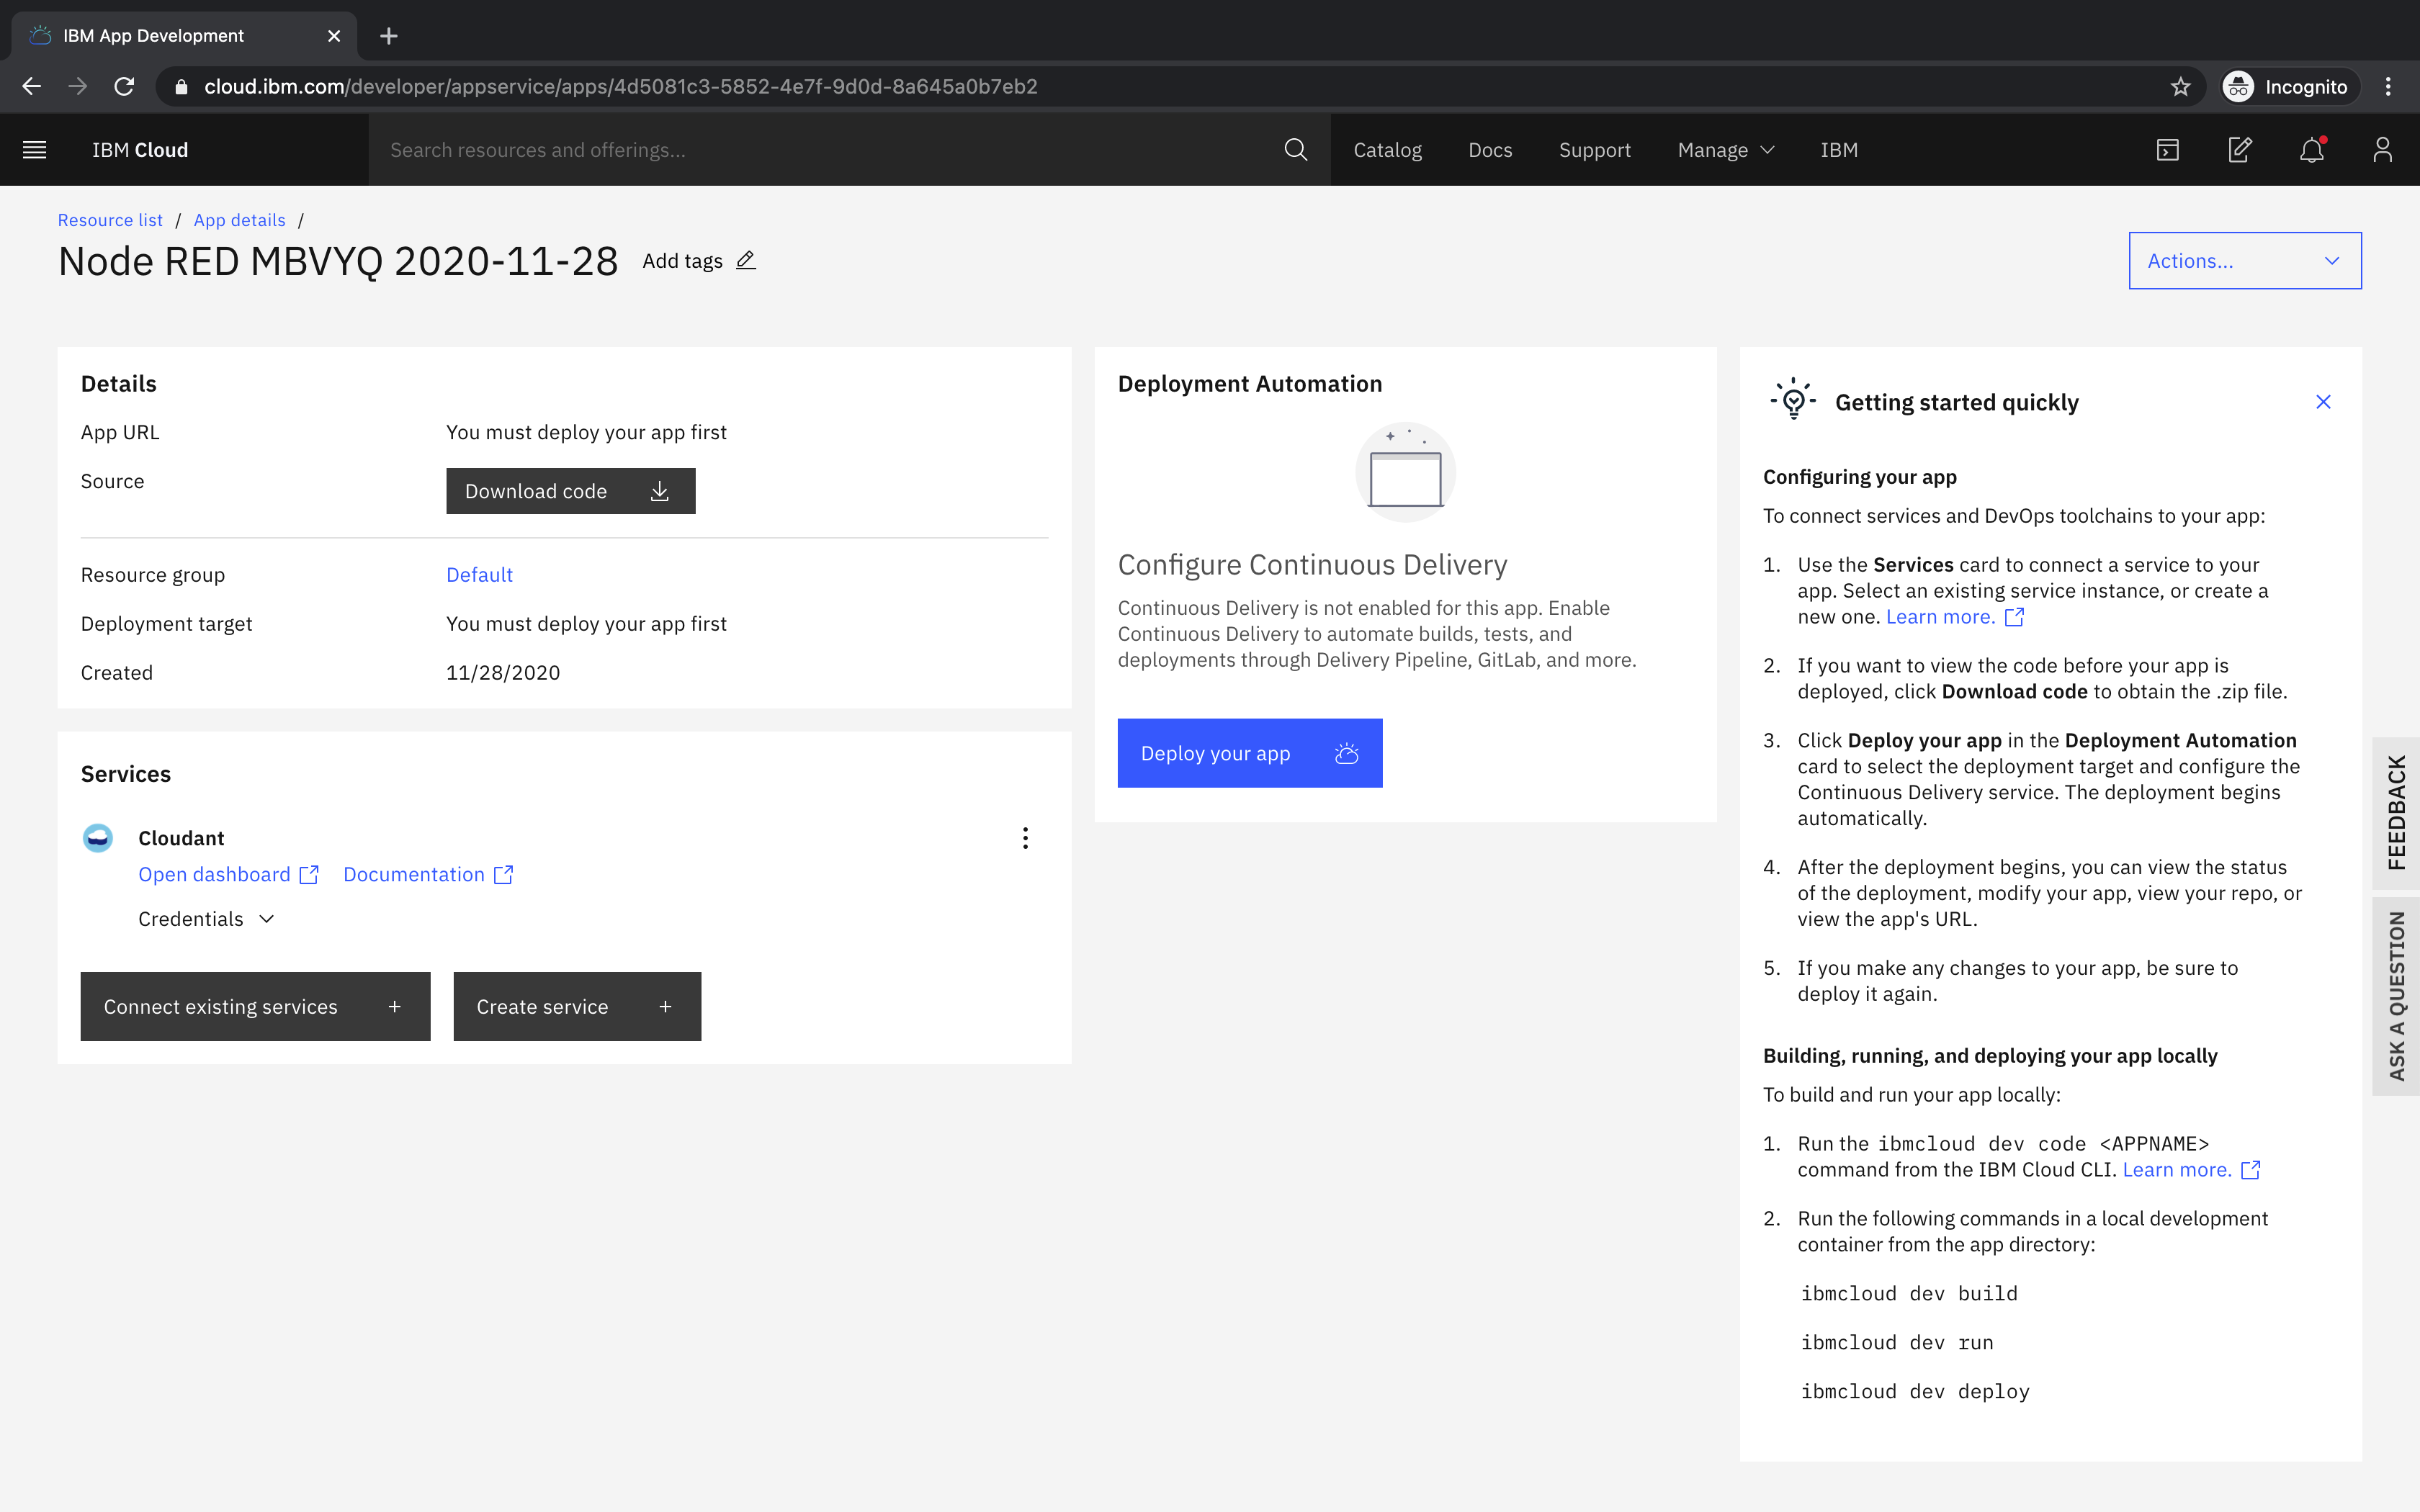 IBM App Development
cloud.ibm.com/developer/appservice/apps/4d5081c3-5852-4e7f-9d0d-8a645a0b7eb2
Incognito
IBM Cloud
Search resources and offerings...
Catalog
Docs
Support
Manage
IBM
Resource list / App details /
Node RED MBVYQ 2020-11-28
Add tags
Actions...
Details
App URL
You must deploy your app first
Source
Download code
Resource group
Default
Deployment target
You must deploy your app first
Created
11/28/2020
Services
Cloudant
Open dashboard
Documentation
Credentials
Connect existing services +
Create service +
Deployment Automation
Configure Continuous Delivery
Continuous Delivery is not enabled for this app. Enable
Continuous Delivery to automate builds, tests, and
deployments through Delivery Pipeline, GitLab, and more.
Deploy your app
Getting started quickly
Configuring your app
To connect services and DevOps toolchains to your app:
1. Use the Services card to connect a service to your
app. Select an existing service instance, or create a
new one. Learn more.
2. If you want to view the code before your app is
deployed, click Download code to obtain the .zip file.
3. Click Deploy your app in the Deployment Automation
card to select the deployment target and configure the
Continuous Delivery service. The deployment begins
automatically.
4. After the deployment begins, you can view the status
of the deployment, modify your app, view your repo, or
view the app's URL.
5. If you make any changes to your app, be sure to
deploy it again.
Building, running, and deploying your app locally
To build and run your app locally:
1. Run the ibmcloud dev code <APPNAME>
command from the IBM Cloud CLI. Learn more.
2. Run the following commands in a local development
container from the app directory:
ibmcloud dev build
ibmcloud dev run
ibmcloud dev deploy
FEEDBACK
ASK A QUESTION